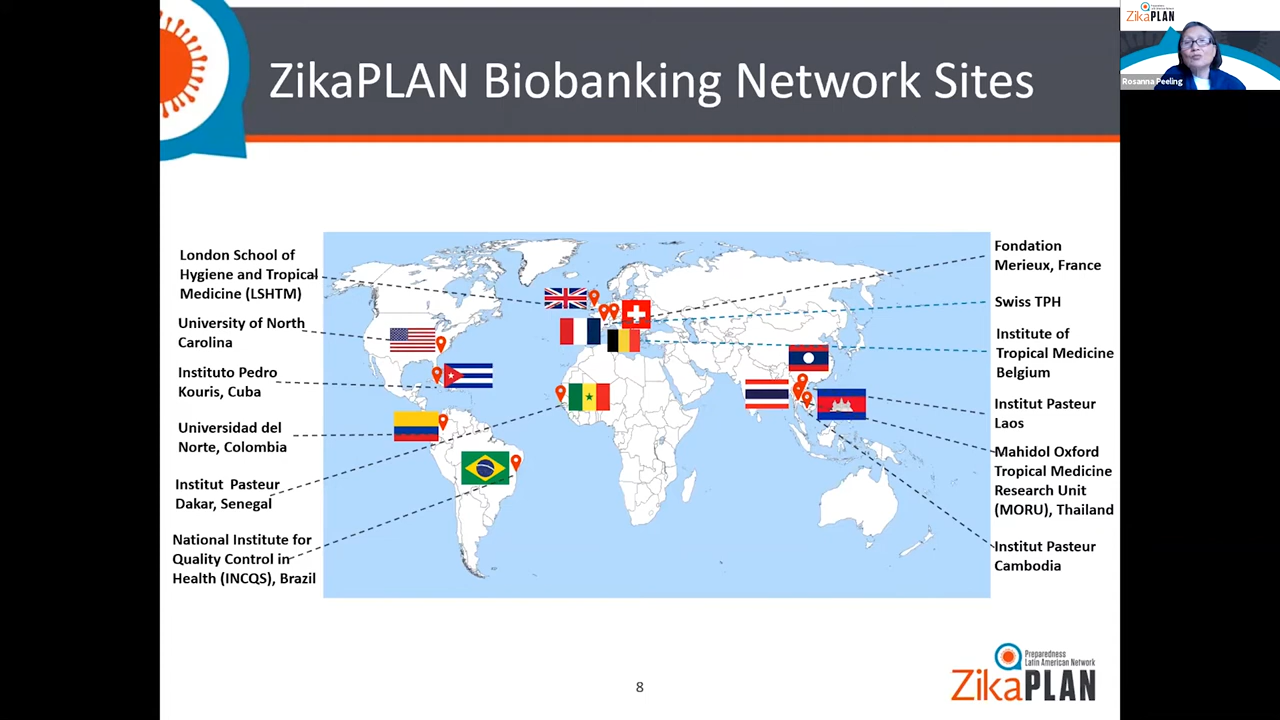 ZikaPLAN Biobanking Network Sites
London School of
Hygiene and Tropical
Medicine (LSHTM)
University of North
Carolina
Instituto Pedro
Kouris, Cuba
Universidad del
Norte, Colombia
Institut Pasteur
Dakar, Senegal
National Institute for
Quality Control in
Health (INCQS), Brazil
Fondation
Merieux, France
Swiss TPH
Institute of
Tropical Medicine
Belgium
Institut Pasteur
Laos
Mahidol Oxford
Tropical Medicine
Research Unit
(MORU), Thailand
Institut Pasteur
Cambodia
8
Preparedness
Latin American Network
ZikaPLAN
ZikaPLAN
Rosanna Peeling